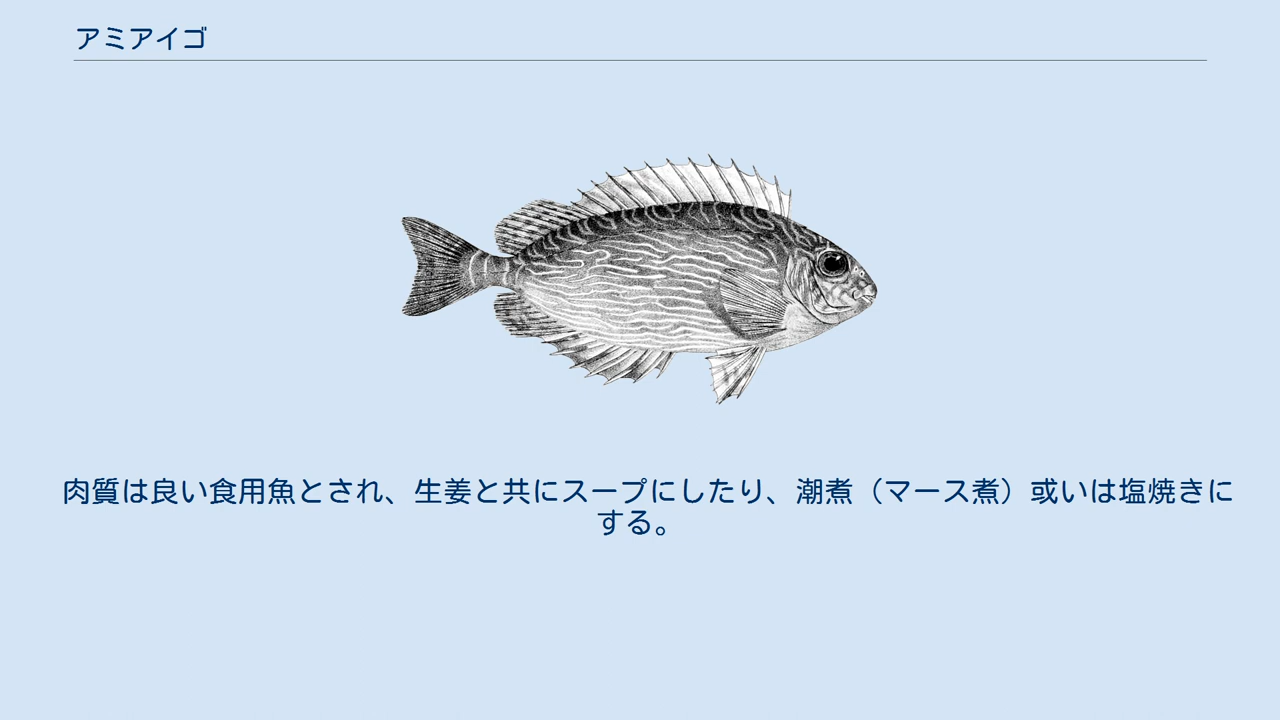 アミアイゴ
肉質は良い食用魚とされ、生姜と共にスープにしたり、潮煮（マース煮）或いは塩焼きに
する。